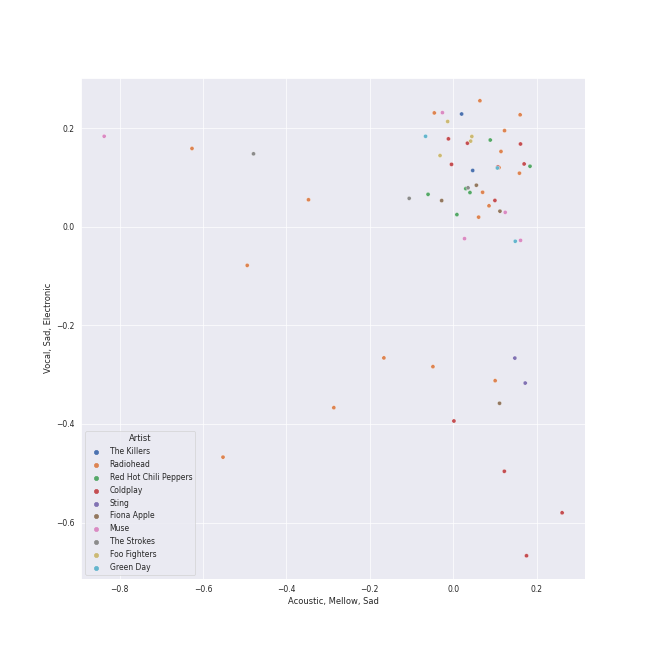 0.2
0.0
−0.2
−0.4
−0.6
Vocal, Sad, Electronic
Artist
The Killers
Radiohead
Red Hot Chili Peppers
Coldplay
Sting
Fiona Apple
Muse
The Strokes
Foo Fighters
Green Day
−0.8
−0.6
−0.4
−0.2
0.0
0.2
Acoustic, Mellow, Sad